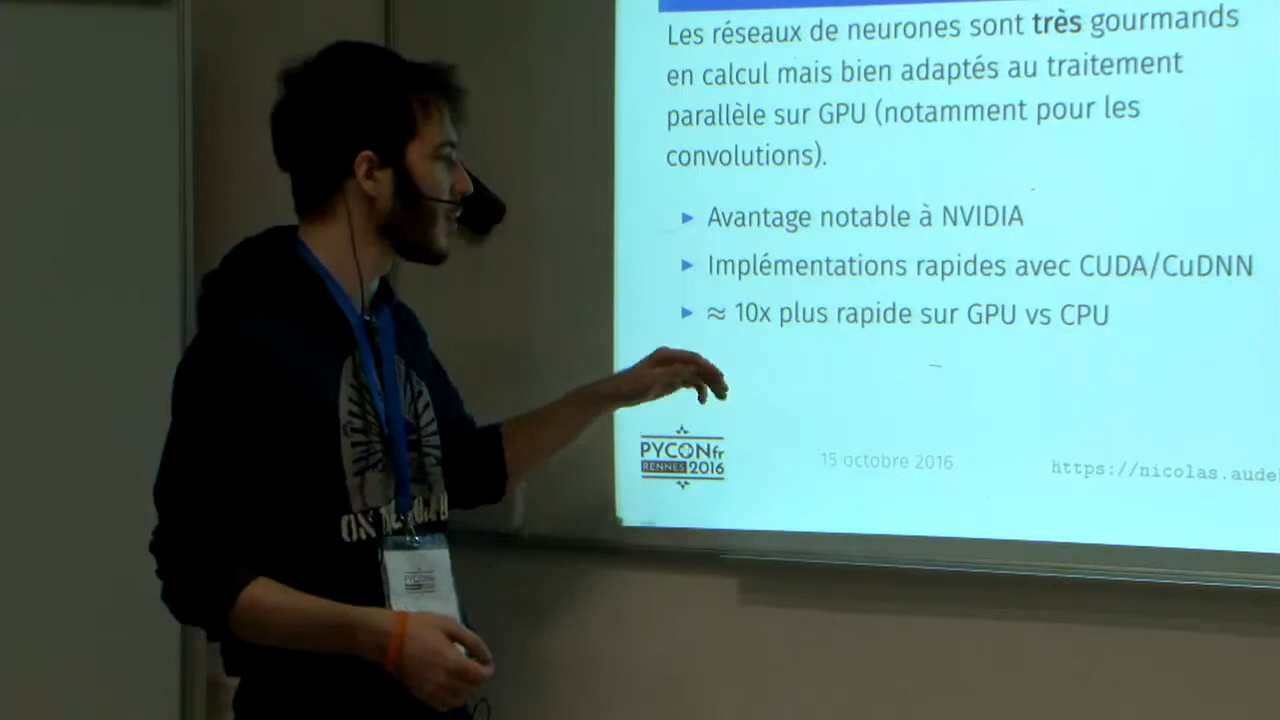 Les réseaux de neurones sont très gourmands
en calcul mais bien adaptés au traitement
parallèle sur GPU (notamment pour les
convolutions).
▶ Avantage notable à NVIDIA
▶ Implémentations rapides avec CUDA/CuDNN
▶ ≈ 10x plus rapide sur GPU vs CPU
PYCONfr
RENNES 2016
15 octobre 2016
https://nicolas.aude